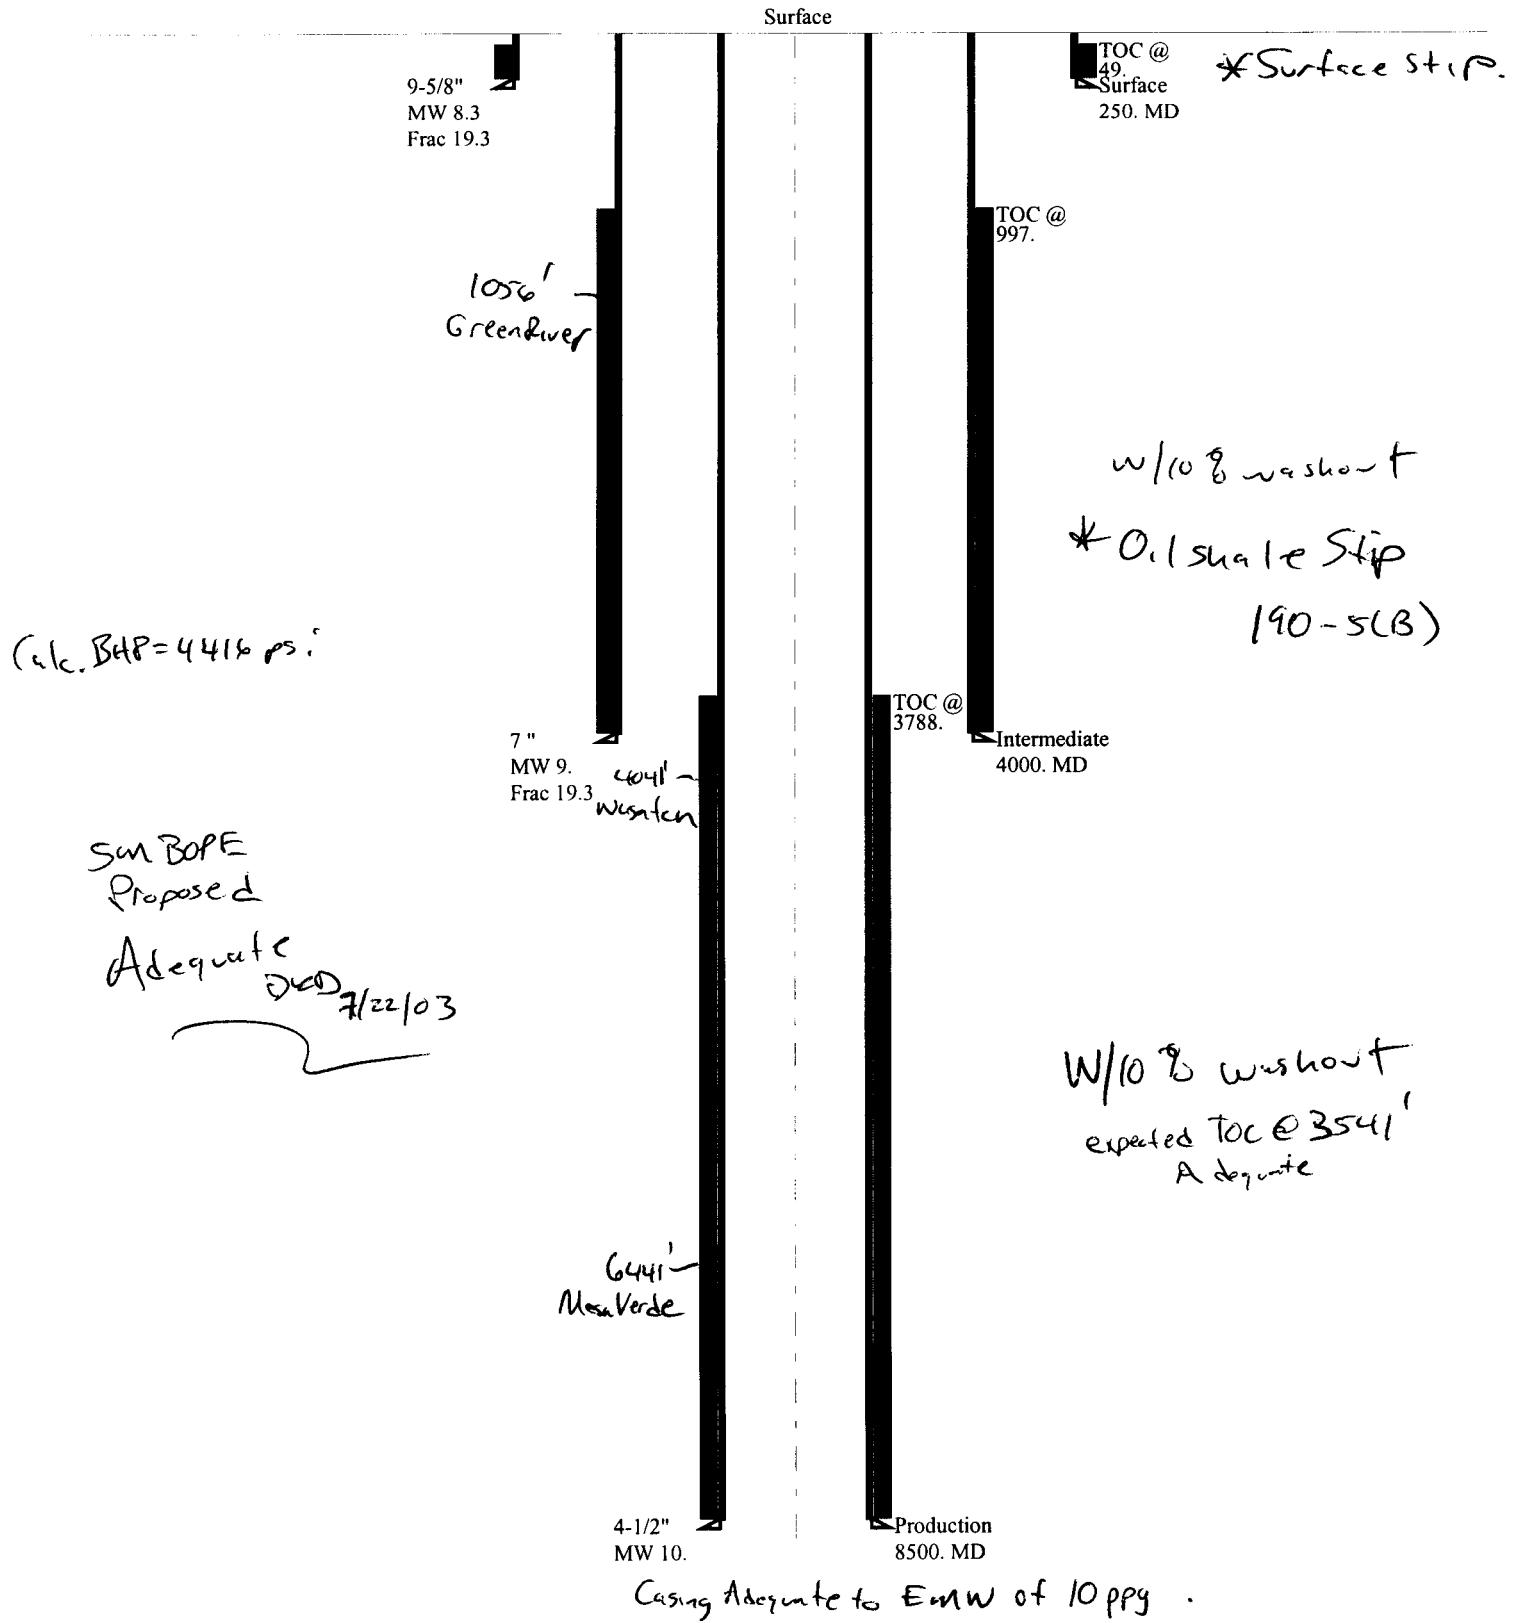 Surface
9-5/8"
MW 8.3
Frac 19.3
TOC @
49.
Surface
250. MD
*Surface Stip.
TOC @
997.
1056'
GreenRiver
w/10% washout
*Oil shale Stip
190-5(B)
Calc. BHP = 4416 psi
7 "
MW 9.
Frac 19.3
TOC @
3788.
Intermediate
4000. MD
4041'
Wasatch
5m BOPE
Proposed
Adequate
DKD 7/22/03
W/10% washout
expected TOC @ 3541'
Adequate
6441'
MesaVerde
4-1/2"
MW 10.
Production
8500. MD
Casing Adequate to EMW of 10 ppg.